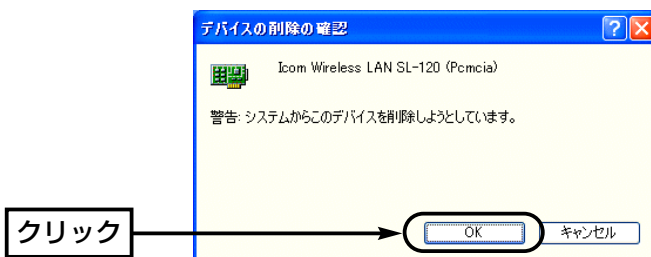 デバイスの削除の確認
Icom Wireless LAN SL-120 (Pcmcia)
警告: システムからこのデバイスを削除しようとしています。
クリック
OK
キャンセル